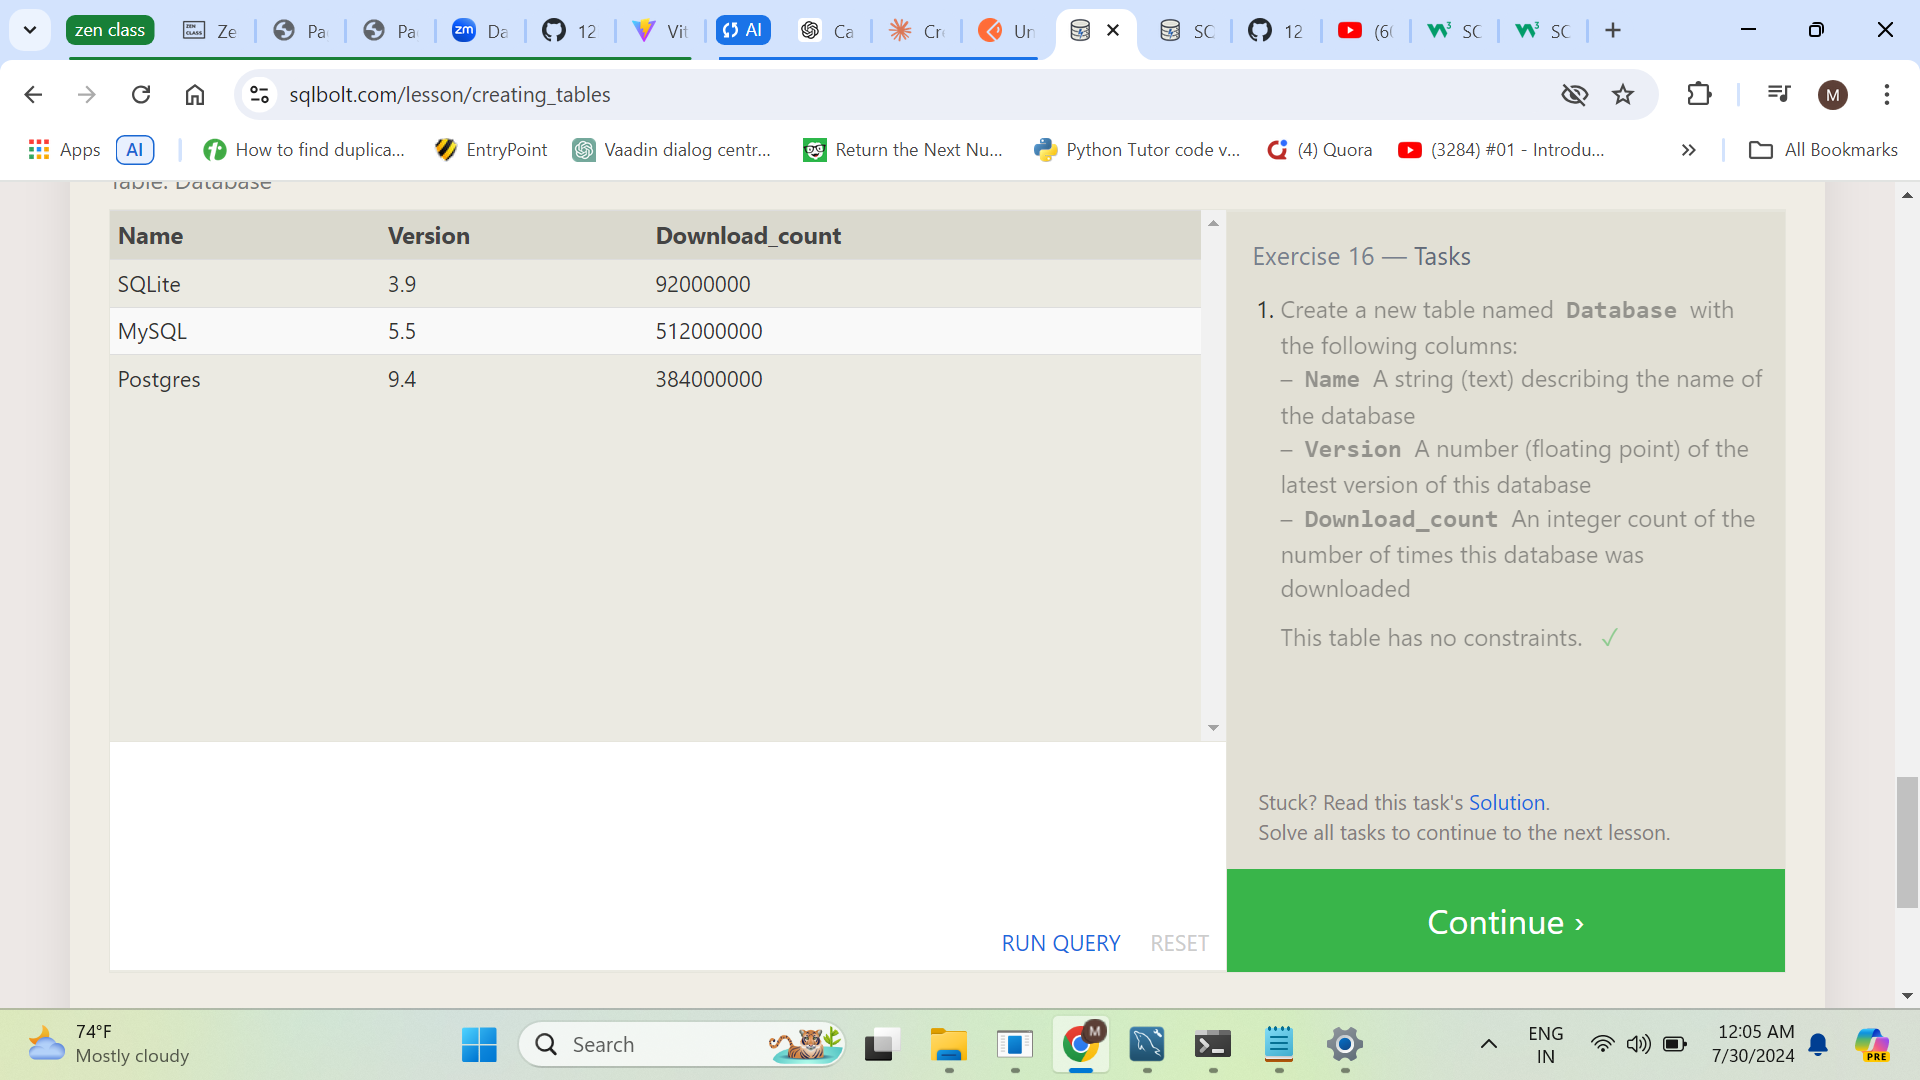 zen class
Ze
Pa
Pa
zm
Da
12
Vit
AI
Ca
Cr
Un
SC
12
(6
SC
SC
sqlbolt.com/lesson/creating_tables
M
Apps
AI
How to find duplica...
EntryPoint
Vaadin dialog centr...
Return the Next Nu...
Python Tutor code v...
(4) Quora
(3284) #01 - Introdu...
»
All Bookmarks
Table: Database
Name Version Download_count
SQLite 3.9 92000000
MySQL 5.5 512000000
Postgres 9.4 384000000
RUN QUERY RESET
Exercise 16 — Tasks
1. Create a new table named Database with
the following columns:
– Name A string (text) describing the name of
the database
– Version A number (floating point) of the
latest version of this database
– Download_count An integer count of the
number of times this database was
downloaded
This table has no constraints. ✓
Stuck? Read this task's Solution.
Solve all tasks to continue to the next lesson.
Continue ›
74°F
Mostly cloudy
Search
M
ENG
IN
12:05 AM
7/30/2024
PRE